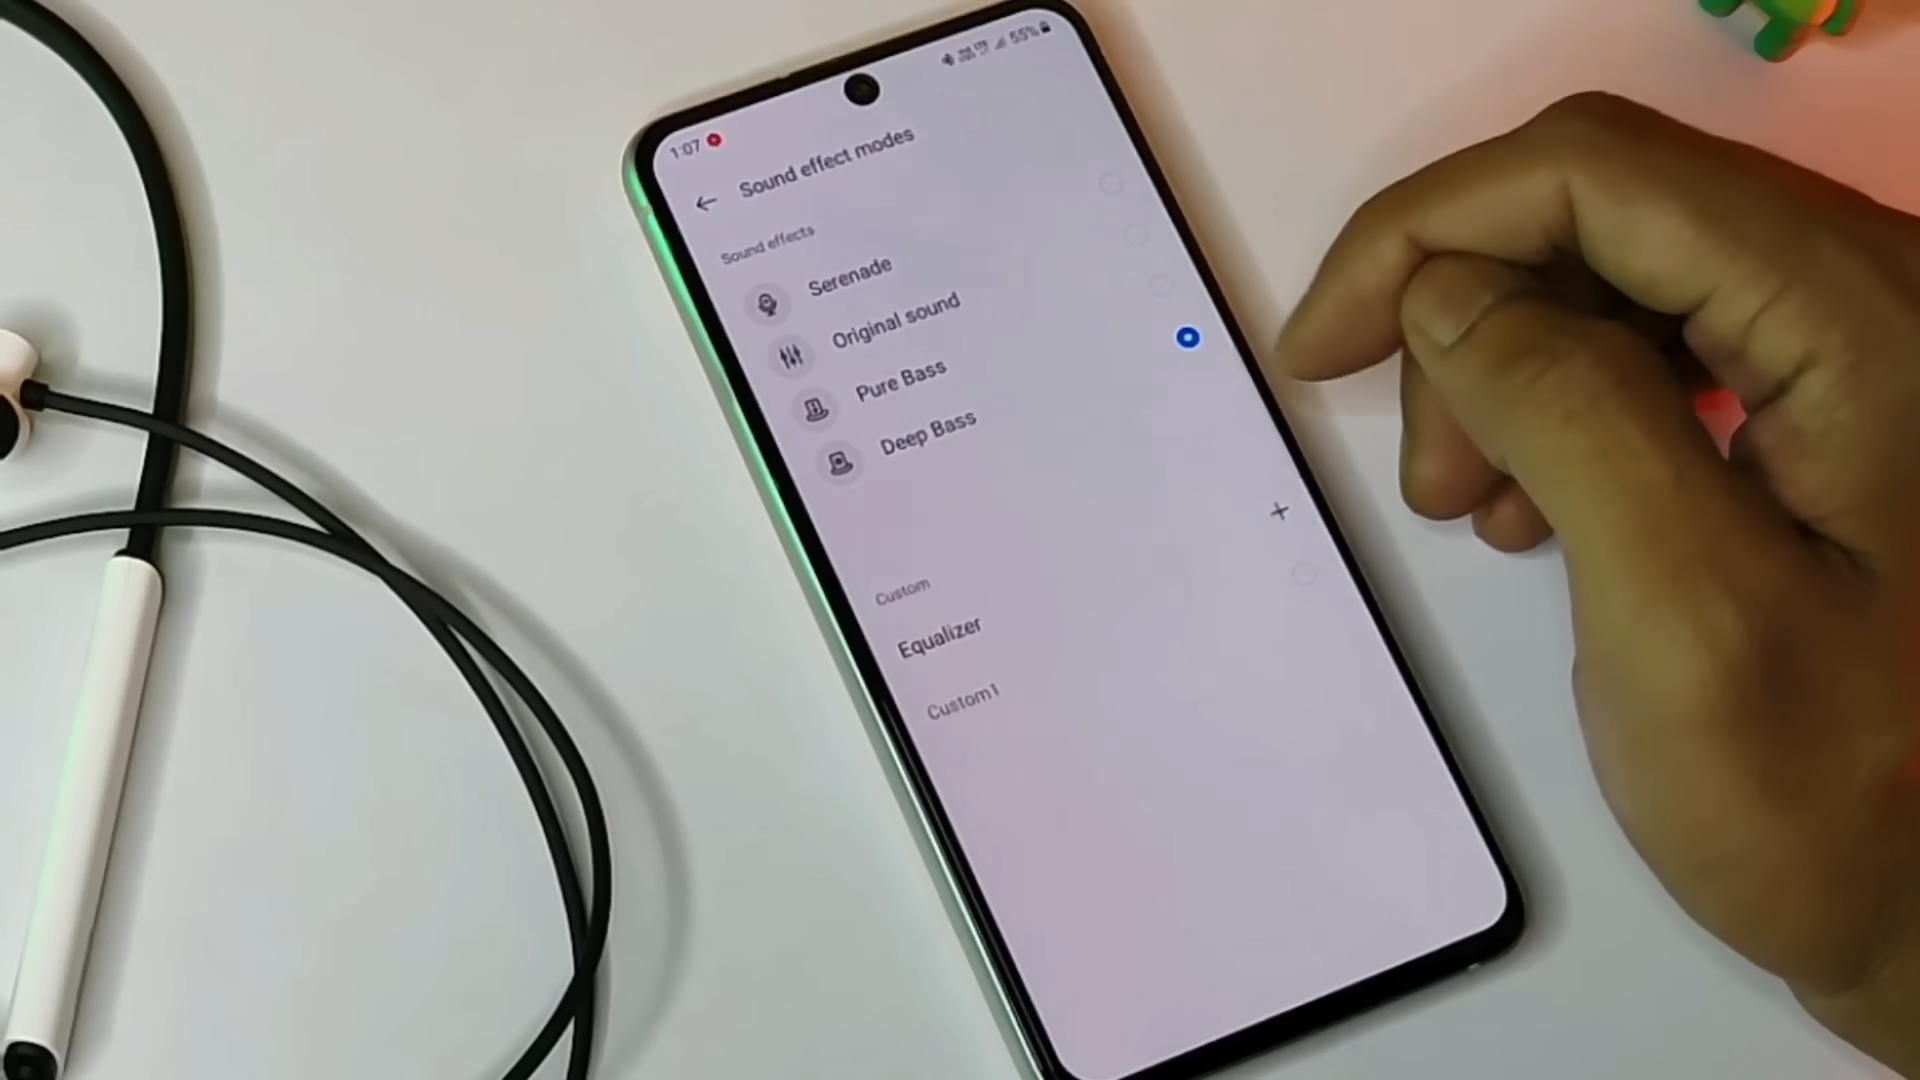 1:07
55%
Sound effect modes
Sound effects
Serenade
Original sound
Pure Bass
Deep Bass
Custom
Equalizer
Custom1